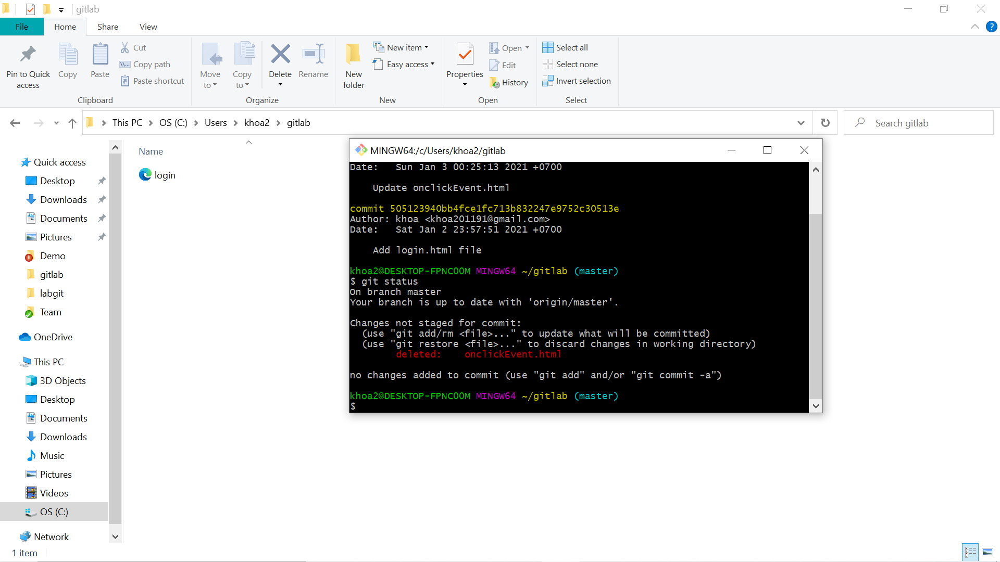 gitlab
File Home Share View
Pin to Quick access
Copy
Paste
Cut
Copy path
Paste shortcut
Clipboard
Move to
Copy to
Delete
Rename
Organize
New folder
New item
Easy access
New
Properties
Open
Edit
History
Open
Select all
Select none
Invert selection
Select
This PC > OS (C:) > Users > khoa2 > gitlab
Search gitlab
Quick access
Desktop
Downloads
Documents
Pictures
Demo
gitlab
labgit
Team
OneDrive
This PC
3D Objects
Desktop
Documents
Downloads
Music
Pictures
Videos
OS (C:)
Network
1 item
Name
login
MINGW64:/c/Users/khoa2/gitlab
Date:   Sun Jan 3 00:25:13 2021 +0700
Update onclickEvent.html
commit 505123940bb4fce1fc713b832247e9752c30513e
Author: khoa <khoa201191@gmail.com>
Date:   Sat Jan 2 23:57:51 2021 +0700
Add login.html file
khoa2@DESKTOP-FPNC0OM MINGW64 ~/gitlab (master)
$ git status
On branch master
Your branch is up to date with 'origin/master'.
Changes not staged for commit:
(use "git add/rm <file>..." to update what will be committed)
(use "git restore <file>..." to discard changes in working directory)
deleted:    onclickEvent.html
no changes added to commit (use "git add" and/or "git commit -a")
khoa2@DESKTOP-FPNC0OM MINGW64 ~/gitlab (master)
$